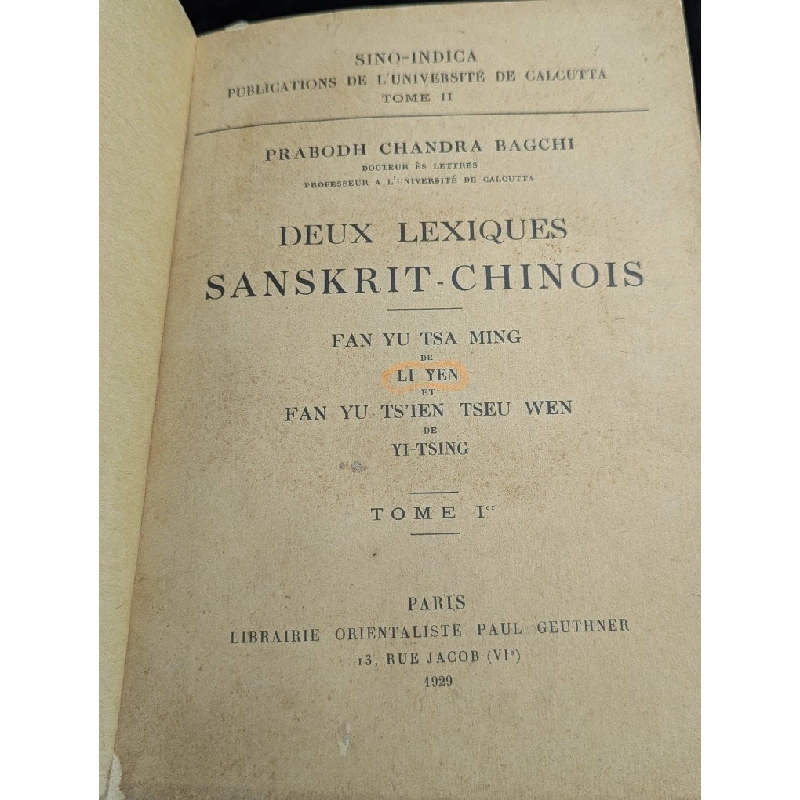 SINO-INDICA
PUBLICATIONS DE L'UNIVERSITÉ DE CALCUTTA
TOME II
PRABODH CHANDRA BAGCHI
DOCTEUR ÈS LETTRES
PROFESSEUR A L'UNIVERSITÉ DE CALCUTTA
DEUX LEXIQUES
SANSKRIT-CHINOIS
FAN YU TSA MING
DE
LI YEN
ET
FAN YU TS'IEN TSEU WEN
DE
YI-TSING
TOME Iᵉʳ
PARIS
LIBRAIRIE ORIENTALISTE PAUL GEUTHNER
13, RUE JACOB (VIᵉ)
1929